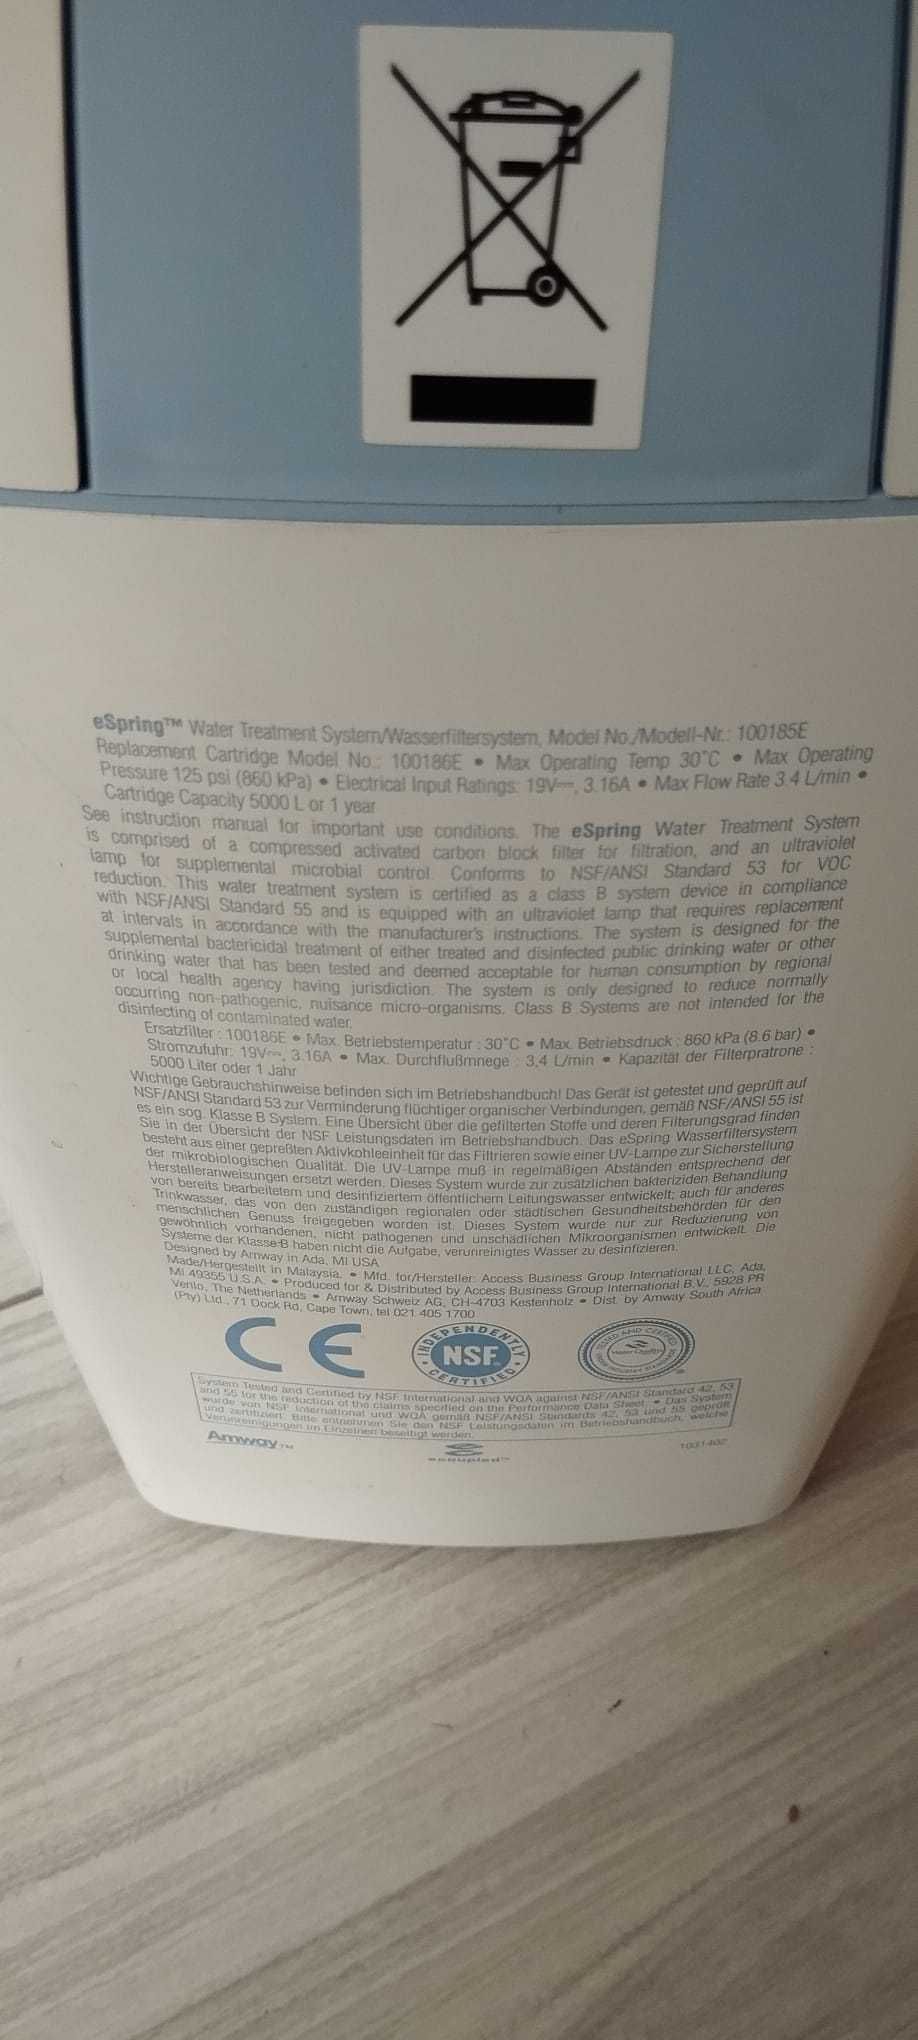 eSpring™ Water Treatment System/Wasserfiltersystem, Model No./Modell-Nr.: 100185E
Replacement Cartridge Model No.: 100186E • Max Operating Temp 30°C • Max Operating
Pressure 125 psi (860 kPa) • Electrical Input Ratings: 19V⎓, 3.16A • Max Flow Rate 3.4 L/min •
Cartridge Capacity 5000 L or 1 year
See instruction manual for important use conditions. The eSpring Water Treatment System
is comprised of a compressed activated carbon block filter for filtration, and an ultraviolet
lamp for supplemental microbial control. Conforms to NSF/ANSI Standard 53 for VOC
reduction. This water treatment system is certified as a class B system device in compliance
with NSF/ANSI Standard 55 and is equipped with an ultraviolet lamp that requires replacement
at intervals in accordance with the manufacturer's instructions. The system is designed for the
supplemental bactericidal treatment of either treated and disinfected public drinking water or other
drinking water that has been tested and deemed acceptable for human consumption by regional
or local health agency having jurisdiction. The system is only designed to reduce normally
occurring non-pathogenic, nuisance micro-organisms. Class B Systems are not intended for the
disinfecting of contaminated water.
Ersatzfilter : 100186E • Max. Betriebstemperatur : 30°C • Max. Betriebsdruck : 860 kPa (8.6 bar) •
Stromzufuhr: 19V⎓, 3.16A • Max. Durchflußmnege : 3,4 L/min • Kapazität der Filterpratrone :
5000 Liter oder 1 Jahr
Wichtige Gebrauchshinweise befinden sich im Betriebshandbuch! Das Gerät ist getestet und geprüft auf
NSF/ANSI Standard 53 zur Verminderung flüchtiger organischer Verbindungen, gemäß NSF/ANSI 55 ist
es ein sog. Klasse B System. Eine Übersicht über die gefilterten Stoffe und deren Filterungsgrad finden
Sie in der Übersicht der NSF Leistungsdaten im Betriebshandbuch. Das eSpring Wasserfiltersystem
besteht aus einer gepreßten Aktivkohleeinheit für das Filtrieren sowie einer UV-Lampe zur Sicherstellung
der mikrobiologischen Qualität. Die UV-Lampe muß in regelmäßigen Abständen entsprechend der
Herstelleranweisungen ersetzt werden. Dieses System wurde zur zusätzlichen bakteriziden Behandlung
von bereits bearbeitetem und desinfiziertem öffentlichem Leitungswasser entwickelt; auch für anderes
Trinkwasser, das von den zuständigen regionalen oder städtischen Gesundheitsbehörden für den
menschlichen Genuss freigegeben worden ist. Dieses System wurde nur zur Reduzierung von
gewöhnlich vorhandenen, nicht pathogenen und unschädlichen Mikroorganismen entwickelt. Die
Systeme der Klasse-B haben nicht die Aufgabe, verunreinigtes Wasser zu desinfizieren.
Designed by Amway in Ada, MI USA
Made/Hergestellt in Malaysia. • Mfd. for/Hersteller: Access Business Group International LLC, Ada,
MI 49355 U.S.A. • Produced for & Distributed by Access Business Group International B.V., 5928 PR
Venlo, The Netherlands • Amway Schweiz AG, CH-4703 Kestenholz • Dist. by Amway South Africa
(Pty) Ltd., 71 Dock Rd, Cape Town, tel 021 405 1700
CE
INDEPENDENTLY
NSF
CERTIFIED
TESTED AND CERTIFIED
Water Quality
System Tested and Certified by NSF International and WQA against NSF/ANSI Standard 42, 53
and 55 for the reduction of the claims specified on the Performance Data Sheet. • Das System
wurde von NSF International und WQA gemäß NSF/ANSI Standards 42, 53 und 55 geprüft
und zertifiziert. Bitte entnehmen Sie den NSF Leistungsdaten im Betriebshandbuch, welche
Verunreinigungen im Einzelnen beseitigt werden.
Amway™
ecoupled™
1031402